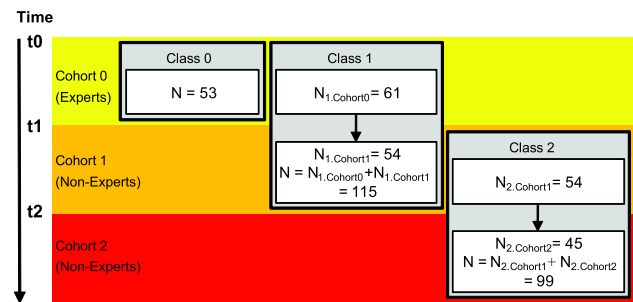 Time
t0
Class 0
Class 1
Cohort 0
(Experts)
N = 53
N1.Cohort0= 61
t1
Cohort 1
(Non-Experts)
N1.Cohort1= 54
N = N1.Cohort0+N1.Cohort1
= 115
Class 2
N2.Cohort1= 54
t2
Cohort 2
(Non-Experts)
N2.Cohort2= 45
N = N2.Cohort1+ N2.Cohort2
= 99